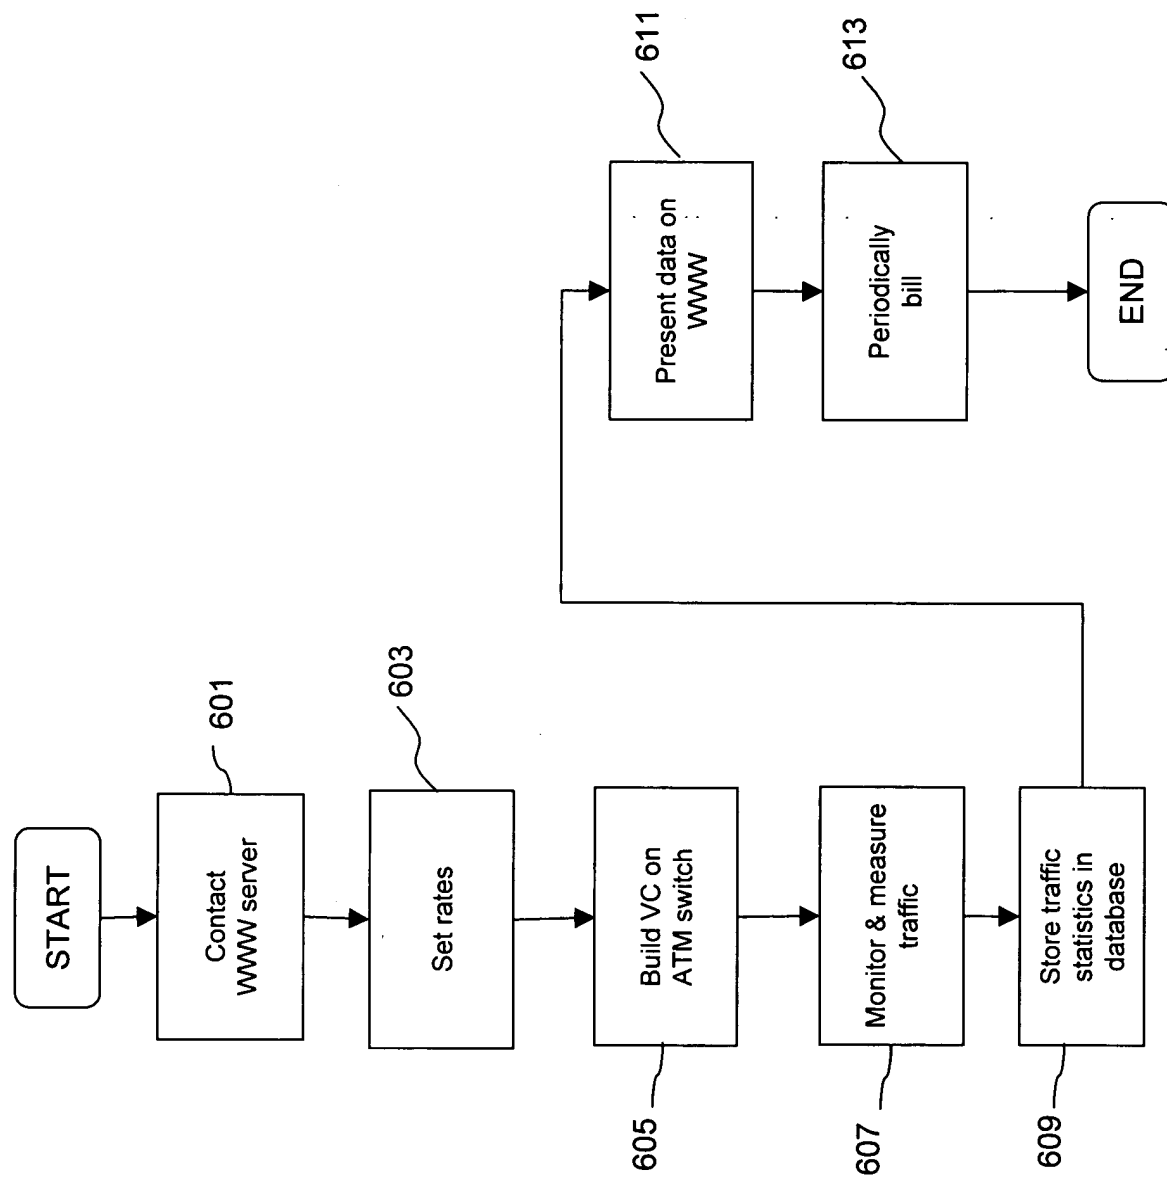 START
Contact
WWW server
601
Set rates
603
Build VC on
ATM switch
605
Monitor & measure
traffic
607
Store traffic
statistics in
database
609
Present data on
WWW
611
Periodically
bill
613
END